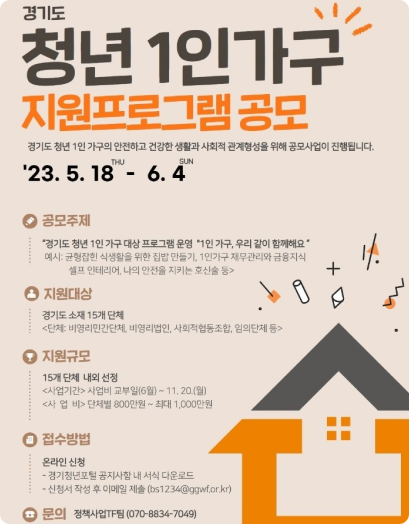 경기도
청년 1인가구
지원프로그램 공모
경기도 청년 1인 가구의 안전하고 건강한 생활과 사회적 관계형성을 위해 공모사업이 진행됩니다.
'23. 5. 18THU - 6. 4SUN
공모주제
"경기도 청년 1인 가구 대상 프로그램 운영 "1인 가구, 우리 같이 함께해요"
예시: 균형잡힌 식생활을 위한 집밥 만들기, 1인가구 재무관리와 금융지식
셀프 인테리어, 나의 안전을 지키는 호신술 등>
지원대상
경기도 소재 15개 단체
<단체: 비영리민간단체, 비영리법인, 사회적협동조합, 임의단체 등>
지원규모
15개 단체 내외 선정
<사업기간> 사업비 교부일(6월) ~ 11. 20.(월)
<사 업 비> 단체별 800만원 ~ 최대 1,000만원
접수방법
온라인 신청
- 경기청년포털 공지사항 내 서식 다운로드
- 신청서 작성 후 이메일 제출 (bs1234@ggwf.or.kr)
문의 정책사업TF팀 (070-8834-7049)